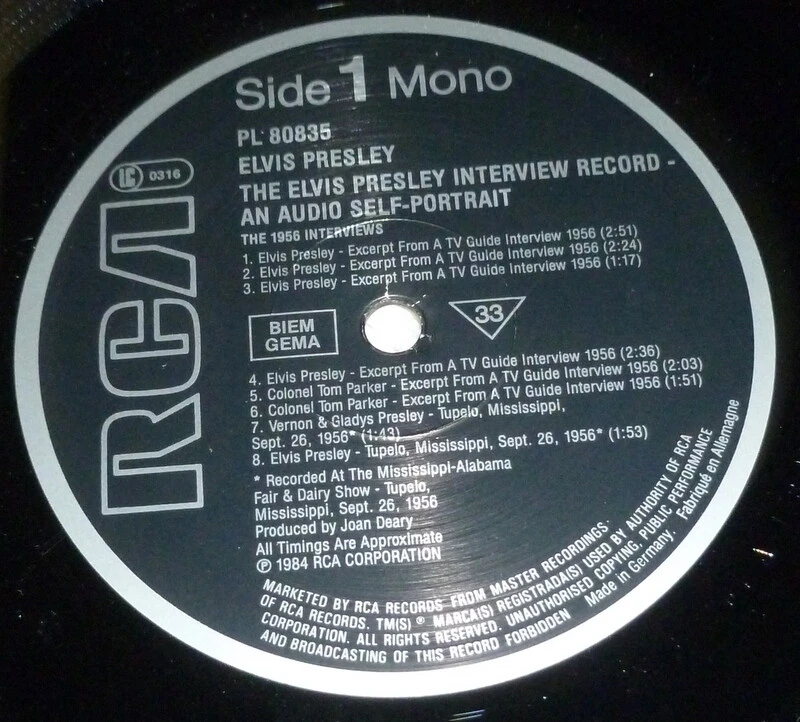 Side 1 Mono
PL 80835
ELVIS PRESLEY
THE ELVIS PRESLEY INTERVIEW RECORD -
AN AUDIO SELF-PORTRAIT
THE 1956 INTERVIEWS
1. Elvis Presley - Excerpt From A TV Guide Interview 1956 (2:51)
2. Elvis Presley - Excerpt From A TV Guide Interview 1956 (2:24)
3. Elvis Presley - Excerpt From A TV Guide Interview 1956 (1:17)
LC 0316
RCA
BIEM
GEMA
33
4. Elvis Presley - Excerpt From A TV Guide Interview 1956 (2:36)
5. Colonel Tom Parker - Excerpt From A TV Guide Interview 1956 (2:03)
6. Colonel Tom Parker - Excerpt From A TV Guide Interview 1956 (1:51)
7. Vernon & Gladys Presley - Tupelo, Mississippi,
Sept. 26, 1956* (1:43)
8. Elvis Presley - Tupelo, Mississippi, Sept. 26, 1956* (1:53)
* Recorded At The Mississippi-Alabama
Fair & Dairy Show - Tupelo,
Mississippi, Sept. 26, 1956
Produced by Joan Deary
All Timings Are Approximate
℗ 1984 RCA CORPORATION
MARKETED BY RCA RECORDS FROM MASTER RECORDINGS
OF RCA RECORDS. TM(S) ® MARCA(S) REGISTRADA(S) USED BY AUTHORITY OF RCA
CORPORATION. ALL RIGHTS RESERVED. UNAUTHORISED COPYING, PUBLIC PERFORMANCE
AND BROADCASTING OF THIS RECORD FORBIDDEN Made in Germany. Fabriqué en Allemagne